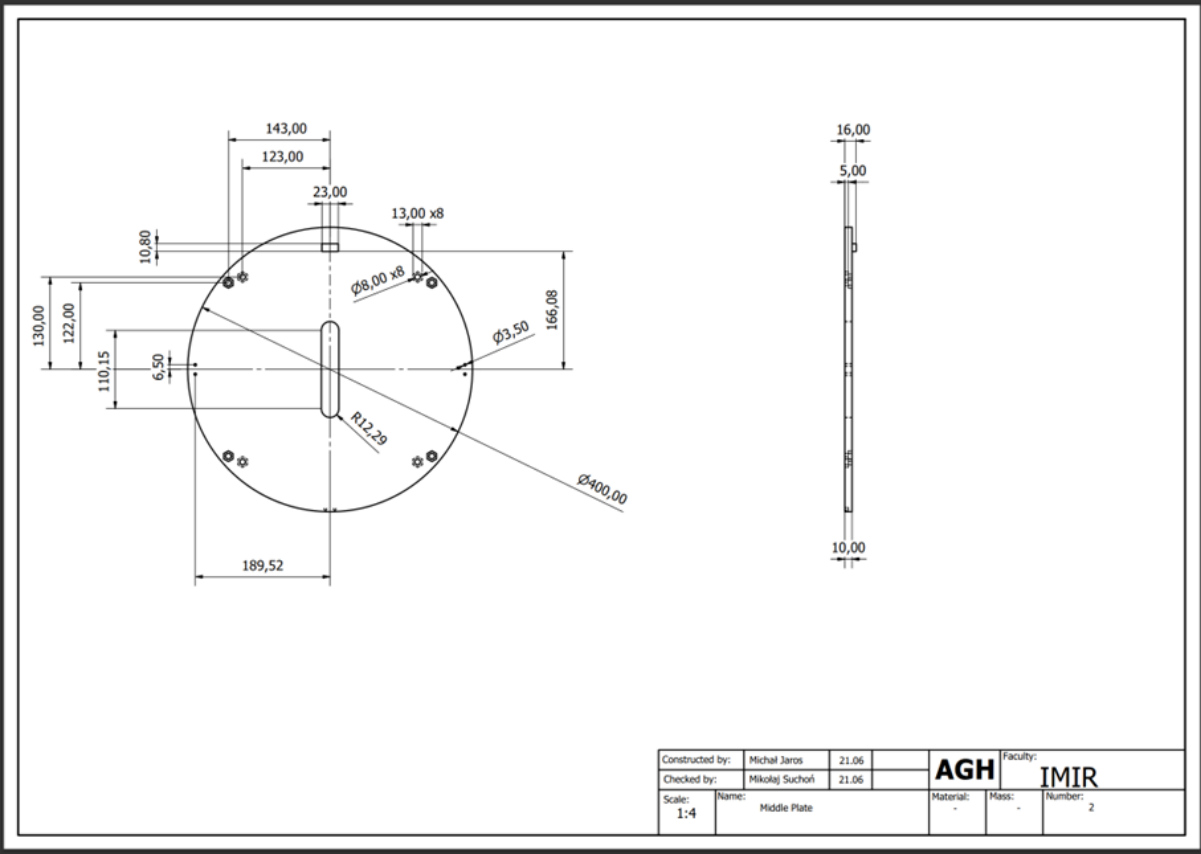 143,00
123,00
23,00
13,00 x8
10,80
Ø8,00 x8
166,08
130,00
122,00
110,15
6,50
Ø3,50
R12,29
Ø400,00
189,52
16,00
5,00
10,00
Constructed by: Michał Jaros 21.06
Checked by: Mikołaj Suchoń 21.06
AGH
Faculty:
IMIR
Scale:
1:4
Name:
Middle Plate
Material:
-
Mass:
-
Number:
2